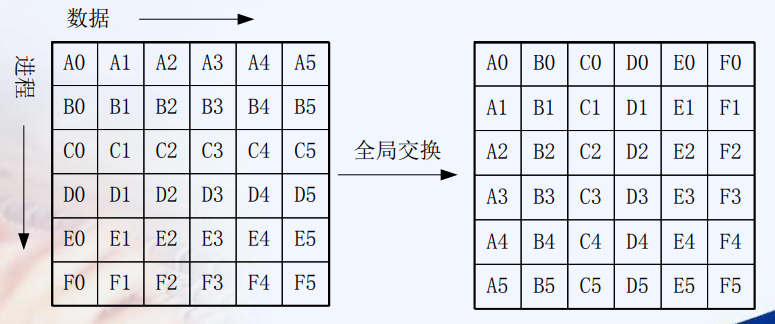 数据
进程
A0 A1 A2 A3 A4 A5
B0 B1 B2 B3 B4 B5
C0 C1 C2 C3 C4 C5
D0 D1 D2 D3 D4 D5
E0 E1 E2 E3 E4 E5
F0 F1 F2 F3 F4 F5
全局交换
A0 B0 C0 D0 E0 F0
A1 B1 C1 D1 E1 F1
A2 B2 C2 D2 E2 F2
A3 B3 C3 D3 E3 F3
A4 B4 C4 D4 E4 F4
A5 B5 C5 D5 E5 F5